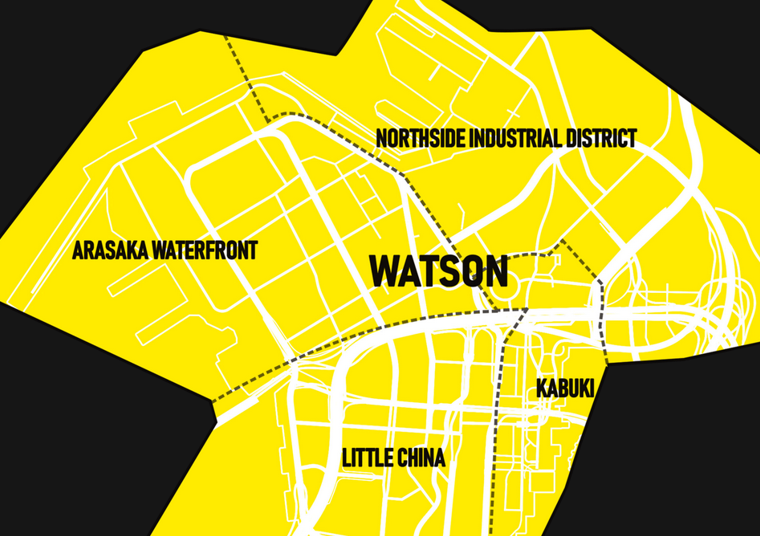 NORTHSIDE INDUSTRIAL DISTRICT
ARASAKA WATERFRONT
WATSON
KABUKI
LITTLE CHINA